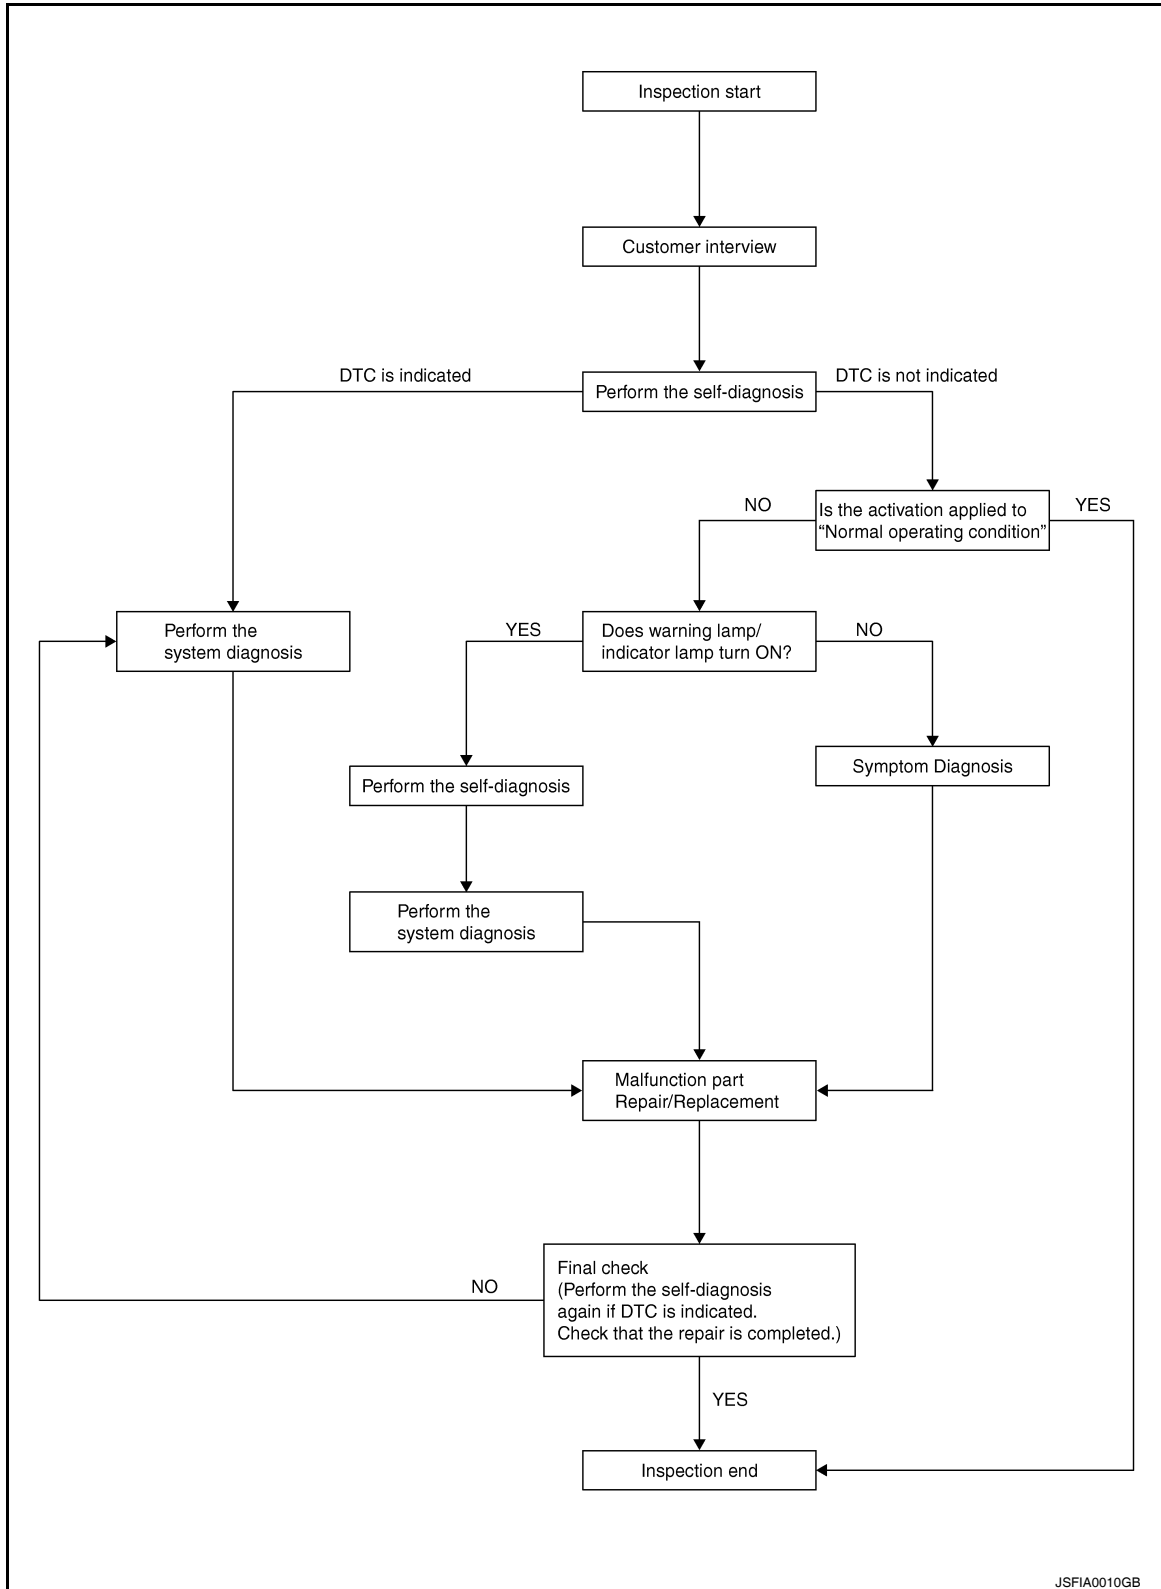 Inspection start
Customer interview
DTC is indicated
DTC is not indicated
Perform the self-diagnosis
NO
Is the activation applied to
“Normal operating condition”
YES
Perform the
system diagnosis
YES
Does warning lamp/
indicator lamp turn ON?
NO
Perform the self-diagnosis
Symptom Diagnosis
Perform the
system diagnosis
Malfunction part
Repair/Replacement
NO
Final check
(Perform the self-diagnosis
again if DTC is indicated.
Check that the repair is completed.)
YES
Inspection end
JSFIA0010GB